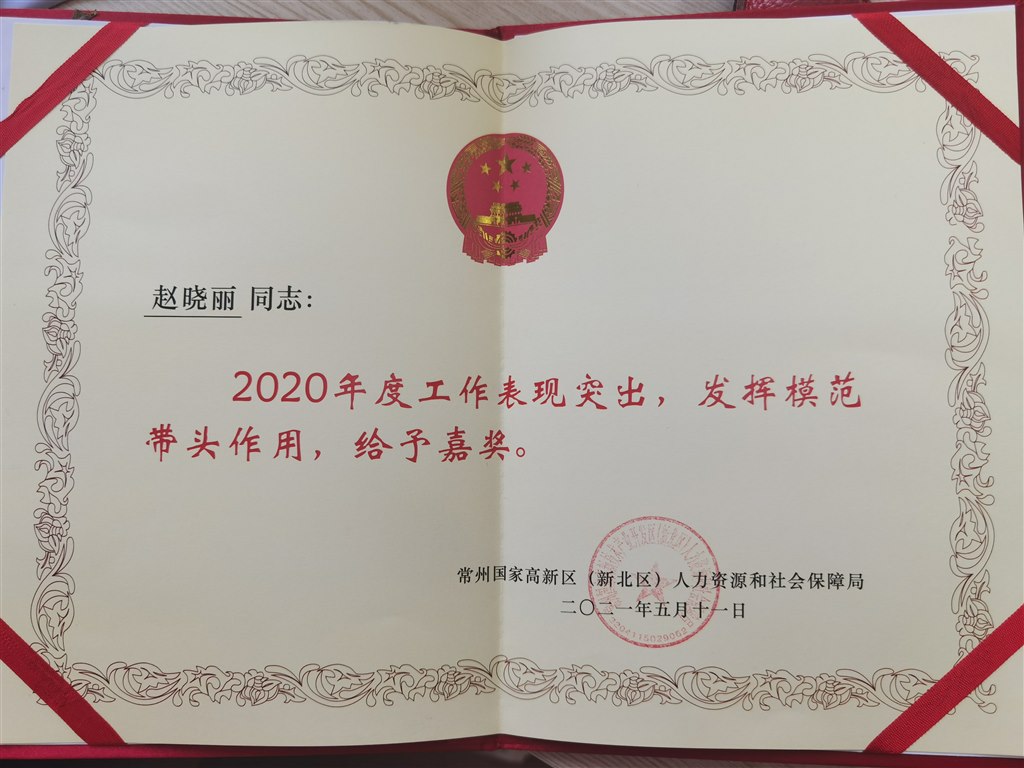 赵晓丽 同志:
2020年度工作表现突出，发挥模范
带头作用，给予嘉奖。
常州国家高新区（新北区）人力资源和社会保障局
二〇二一年五月十一日